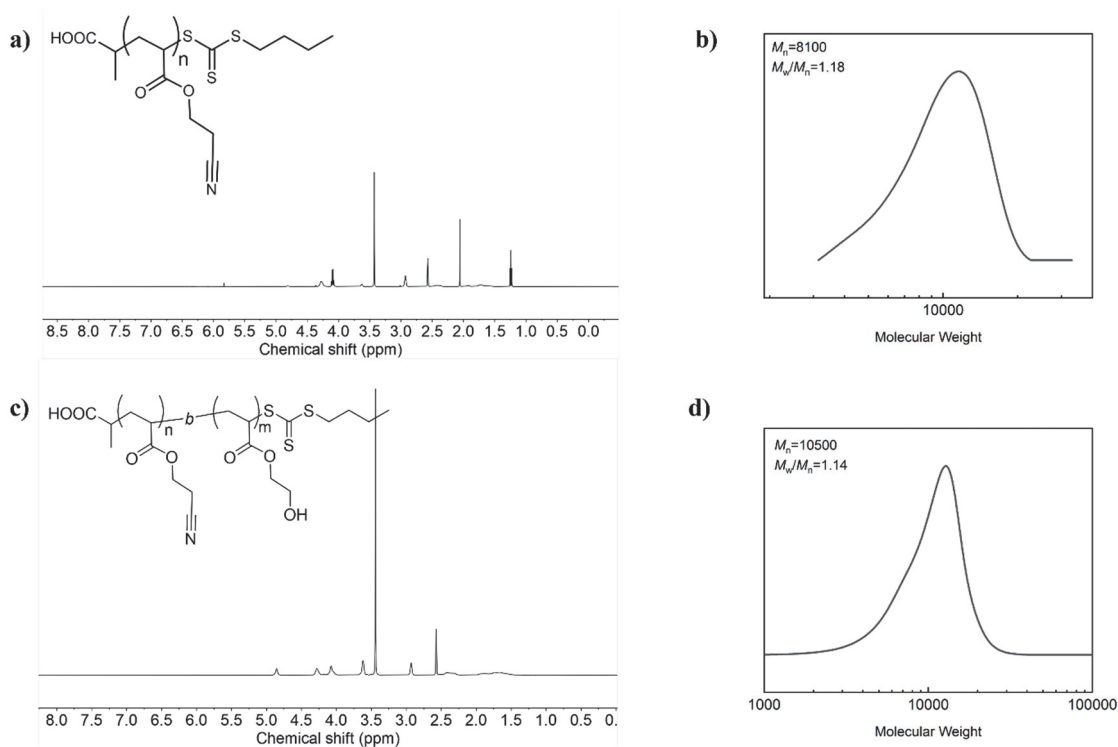 a)
HOOC
n
S
S
S
O
O
N
8.5 8.0 7.5 7.0 6.5 6.0 5.5 5.0 4.5 4.0 3.5 3.0 2.5 2.0 1.5 1.0 0.5 0.0
Chemical shift (ppm)
b)
Mn=8100
Mw/Mn=1.18
10000
Molecular Weight
c)
HOOC
n
b
m
S
S
S
O
O
O
O
N
OH
8.0 7.5 7.0 6.5 6.0 5.5 5.0 4.5 4.0 3.5 3.0 2.5 2.0 1.5 1.0 0.5 0.
Chemical shift (ppm)
d)
Mn=10500
Mw/Mn=1.14
1000 10000 100000
Molecular Weight